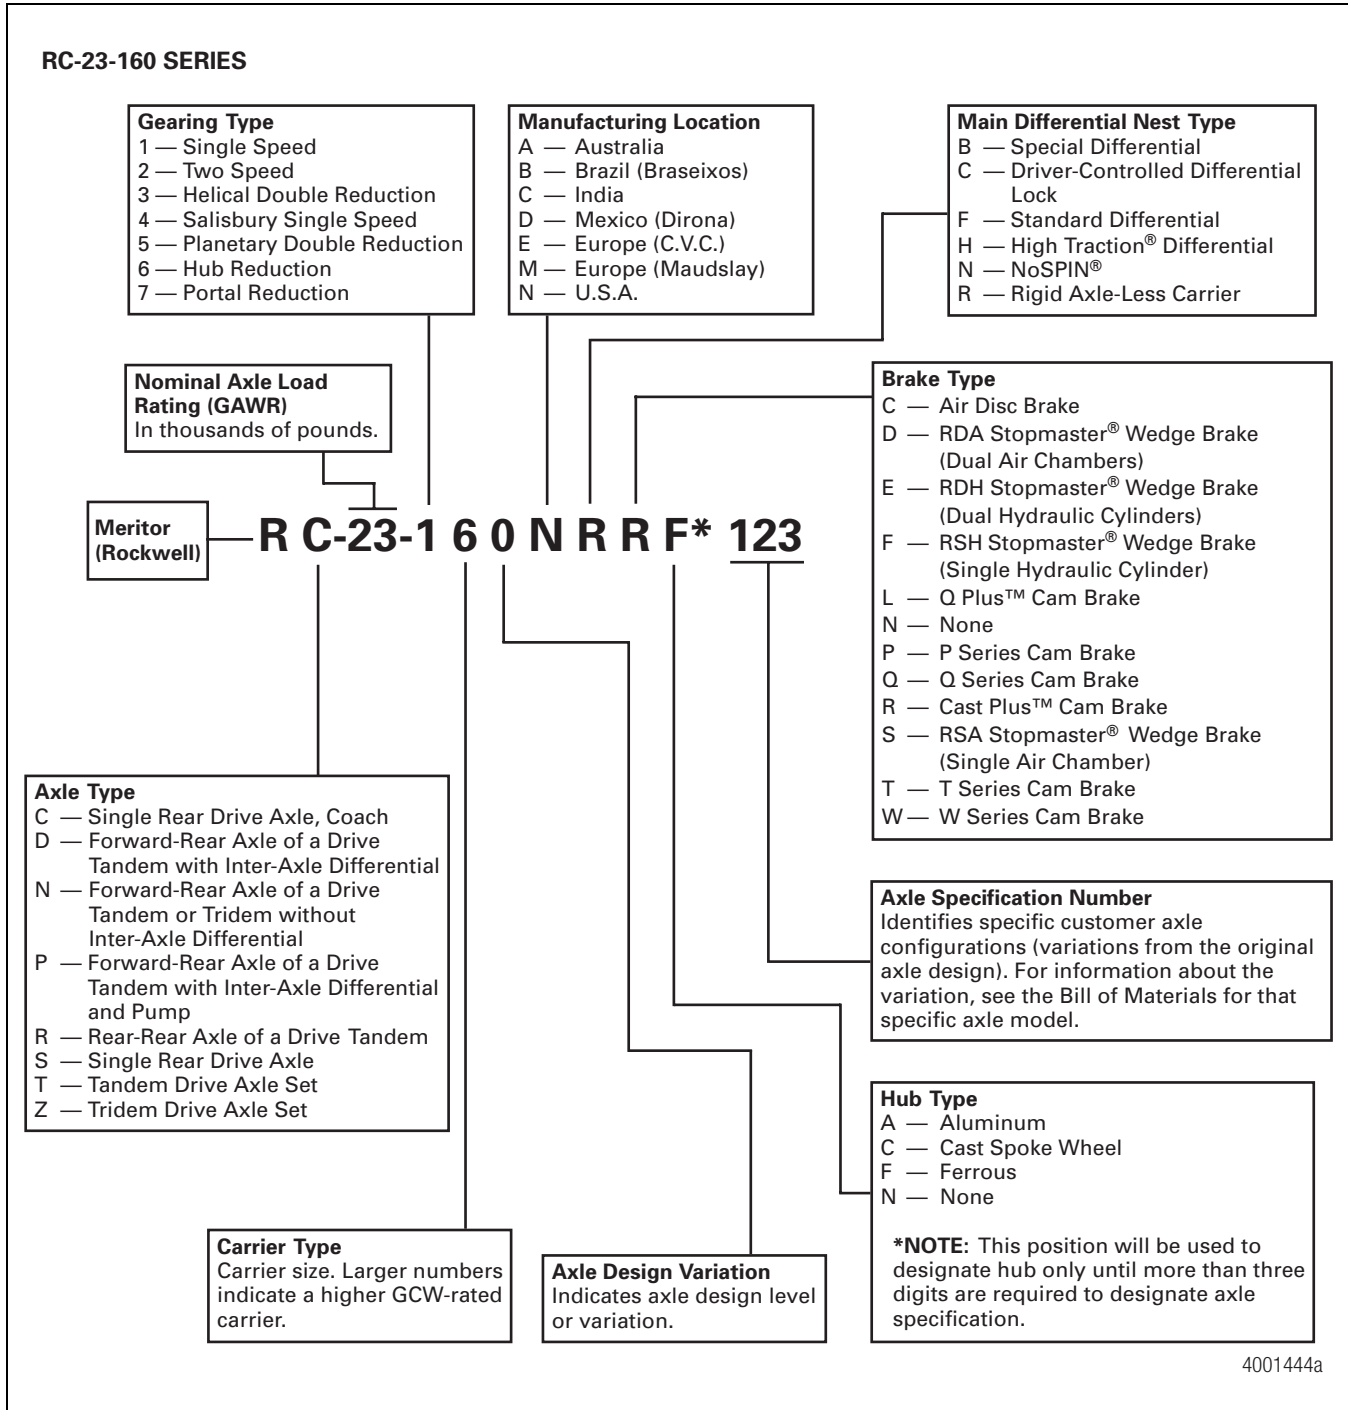 RC-23-160 SERIES
Gearing Type
1 — Single Speed
2 — Two Speed
3 — Helical Double Reduction
4 — Salisbury Single Speed
5 — Planetary Double Reduction
6 — Hub Reduction
7 — Portal Reduction
Manufacturing Location
A — Australia
B — Brazil (Braseixos)
C — India
D — Mexico (Dirona)
E — Europe (C.V.C.)
M — Europe (Maudslay)
N — U.S.A.
Main Differential Nest Type
B — Special Differential
C — Driver-Controlled Differential
Lock
F — Standard Differential
H — High Traction® Differential
N — NoSPIN®
R — Rigid Axle-Less Carrier
Nominal Axle Load
Rating (GAWR)
In thousands of pounds.
Brake Type
C — Air Disc Brake
D — RDA Stopmaster® Wedge Brake
(Dual Air Chambers)
E — RDH Stopmaster® Wedge Brake
(Dual Hydraulic Cylinders)
F — RSH Stopmaster® Wedge Brake
(Single Hydraulic Cylinder)
L — Q Plus™ Cam Brake
N — None
P — P Series Cam Brake
Q — Q Series Cam Brake
R — Cast Plus™ Cam Brake
S — RSA Stopmaster® Wedge Brake
(Single Air Chamber)
T — T Series Cam Brake
W — W Series Cam Brake
Meritor
(Rockwell)
R C-23-1 6 0 N R R F* 123
Axle Type
C — Single Rear Drive Axle, Coach
D — Forward-Rear Axle of a Drive
Tandem with Inter-Axle Differential
N — Forward-Rear Axle of a Drive
Tandem or Tridem without
Inter-Axle Differential
P — Forward-Rear Axle of a Drive
Tandem with Inter-Axle Differential
and Pump
R — Rear-Rear Axle of a Drive Tandem
S — Single Rear Drive Axle
T — Tandem Drive Axle Set
Z — Tridem Drive Axle Set
Axle Specification Number
Identifies specific customer axle
configurations (variations from the original
axle design). For information about the
variation, see the Bill of Materials for that
specific axle model.
Hub Type
A — Aluminum
C — Cast Spoke Wheel
F — Ferrous
N — None
*NOTE: This position will be used to
designate hub only until more than three
digits are required to designate axle
specification.
Carrier Type
Carrier size. Larger numbers
indicate a higher GCW-rated
carrier.
Axle Design Variation
Indicates axle design level
or variation.
4001444a